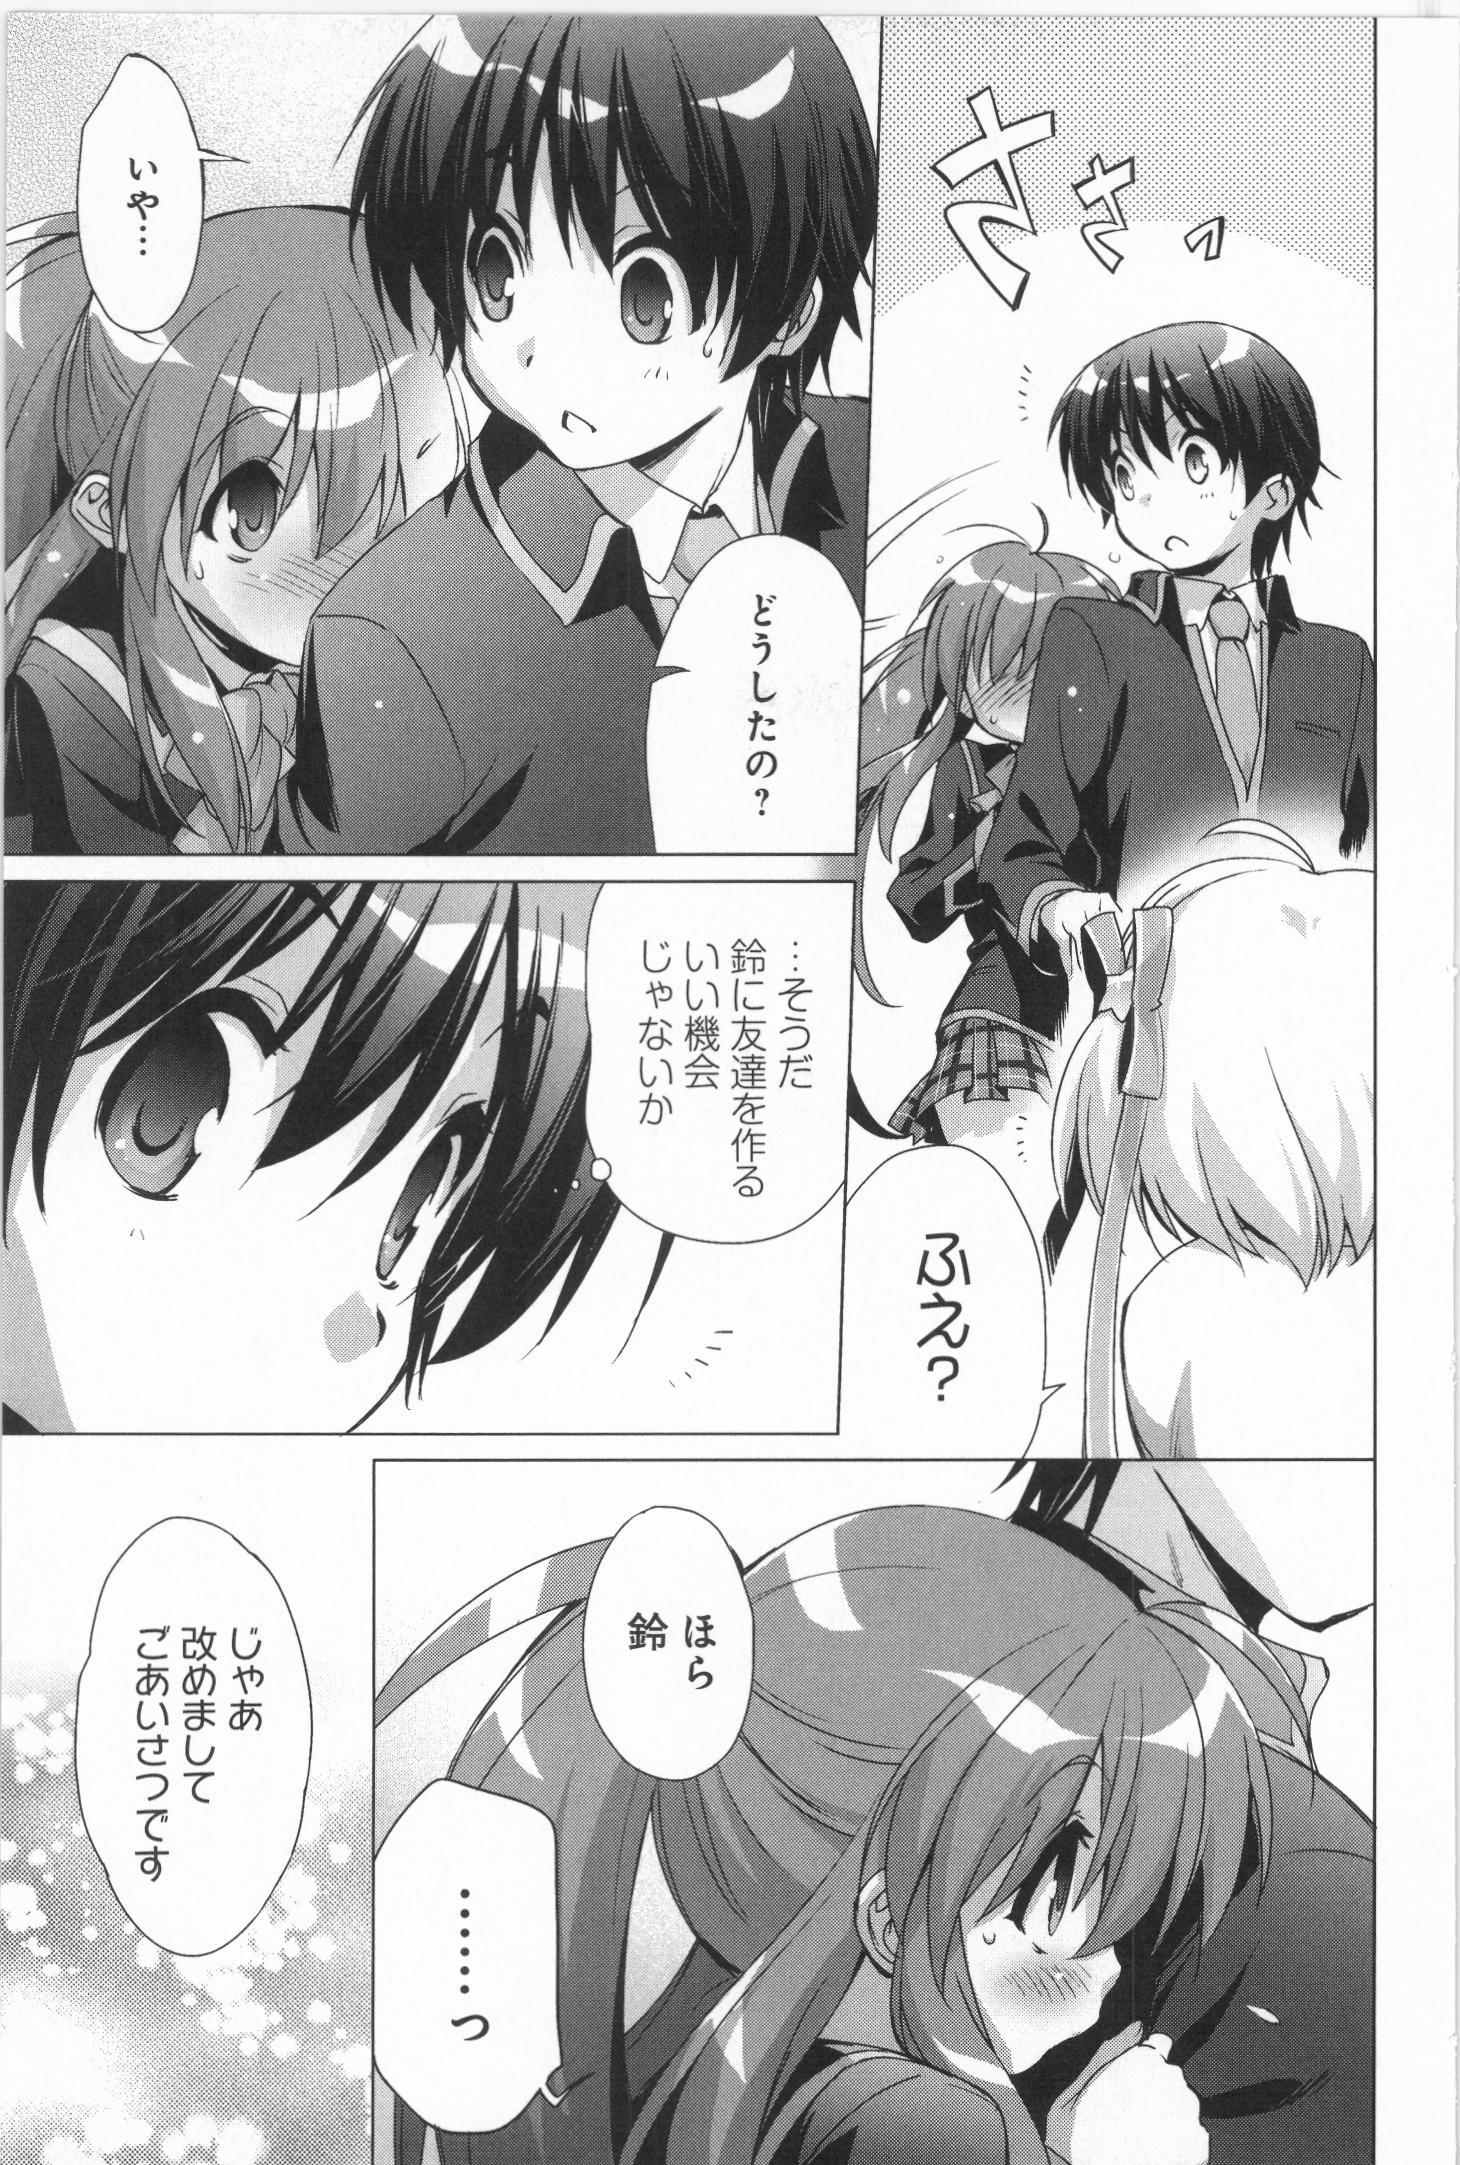 ささっ
ふえ?
どうしたの?
いや…
…そうだ
鈴に友達を作る
いい機会
じゃないか
ほら
鈴
……っ
じゃあ
改めまして
ごあいさつです